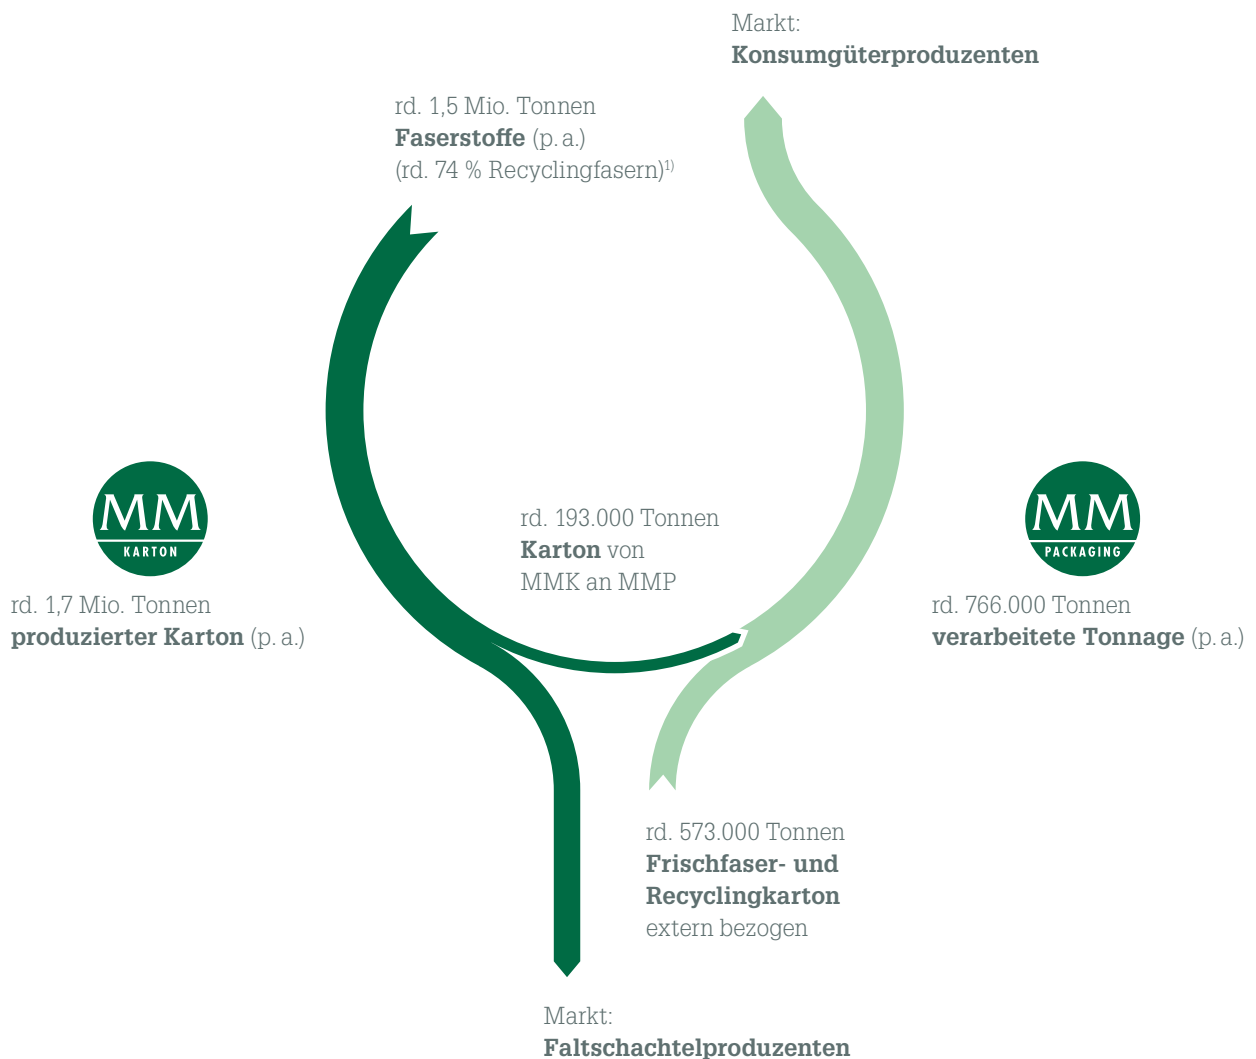 Markt:
Konsumgüterproduzenten
rd. 1,5 Mio. Tonnen
Faserstoffe (p. a.)
(rd. 74 % Recyclingfasern)¹⁾
MM
KARTON
rd. 1,7 Mio. Tonnen
produzierter Karton (p. a.)
rd. 193.000 Tonnen
Karton von
MMK an MMP
MM
PACKAGING
rd. 766.000 Tonnen
verarbeitete Tonnage (p. a.)
rd. 573.000 Tonnen
Frischfaser- und
Recyclingkarton
extern bezogen
Markt:
Faltschachtelproduzenten